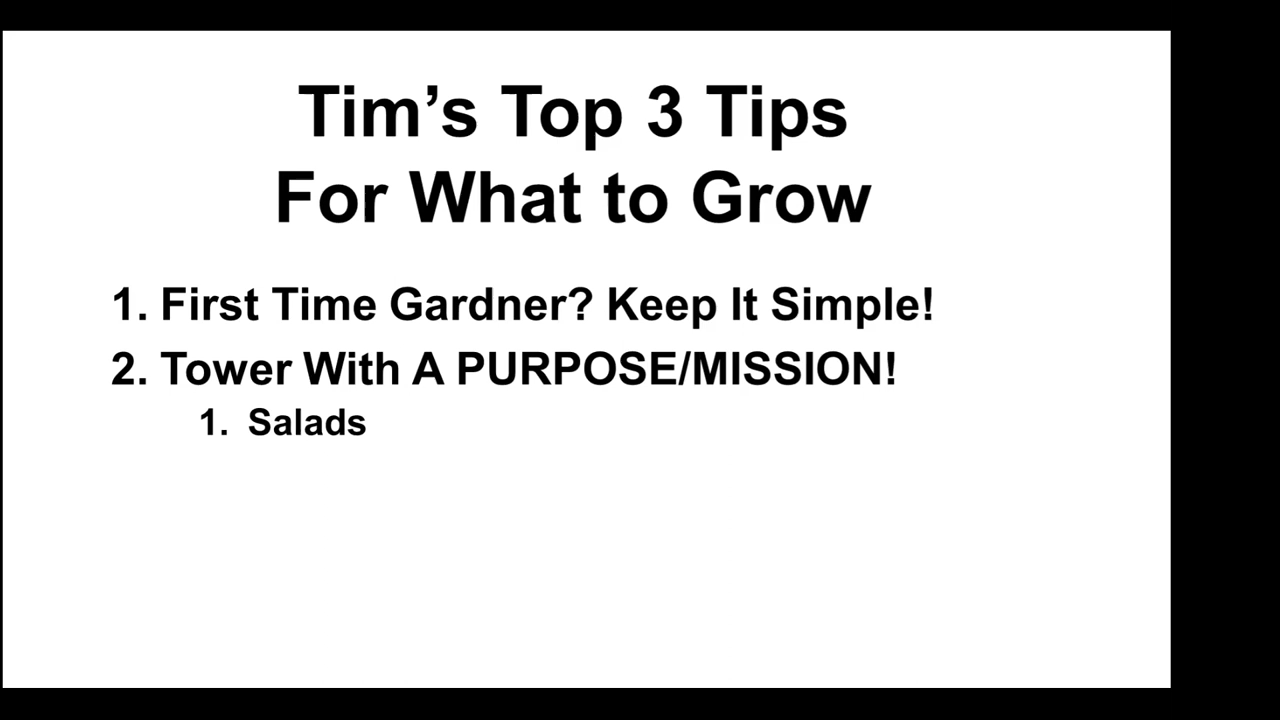 Tim’s Top 3 Tips
For What to Grow
1. First Time Gardner? Keep It Simple!
2. Tower With A PURPOSE/MISSION!
1. Salads